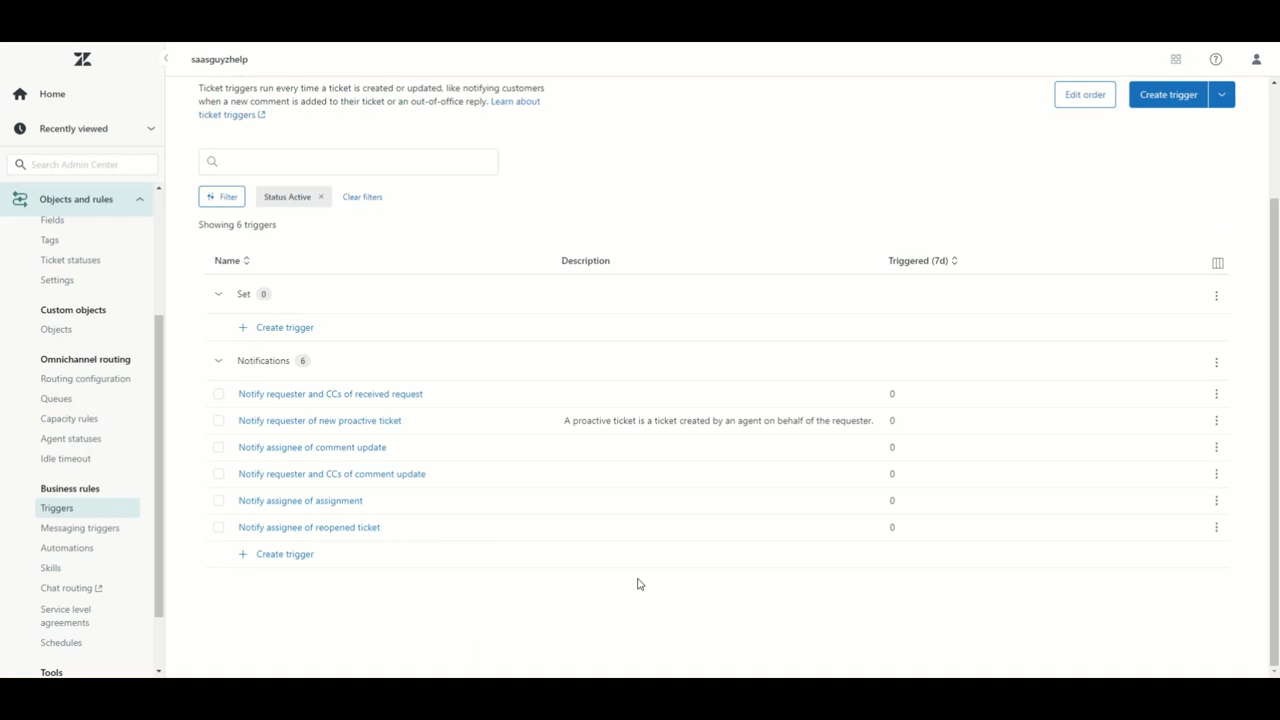 saasguyzhelp
Home
Recently viewed
Search Admin Center
Objects and rules
Fields
Tags
Ticket statuses
Settings
Custom objects
Objects
Omnichannel routing
Routing configuration
Queues
Capacity rules
Agent statuses
Idle timeout
Business rules
Triggers
Messaging triggers
Automations
Skills
Chat routing
Service level
agreements
Schedules
Tools
Ticket triggers run every time a ticket is created or updated, like notifying customers
when a new comment is added to their ticket or an out-of-office reply. Learn about
ticket triggers
Edit order
Create trigger
Filter
Status Active ×
Clear filters
Showing 6 triggers
Name Description Triggered (7d)
Set 0
+ Create trigger
Notifications 6
Notify requester and CCs of received request 0
Notify requester of new proactive ticket A proactive ticket is a ticket created by an agent on behalf of the requester. 0
Notify assignee of comment update 0
Notify requester and CCs of comment update 0
Notify assignee of assignment 0
Notify assignee of reopened ticket 0
+ Create trigger